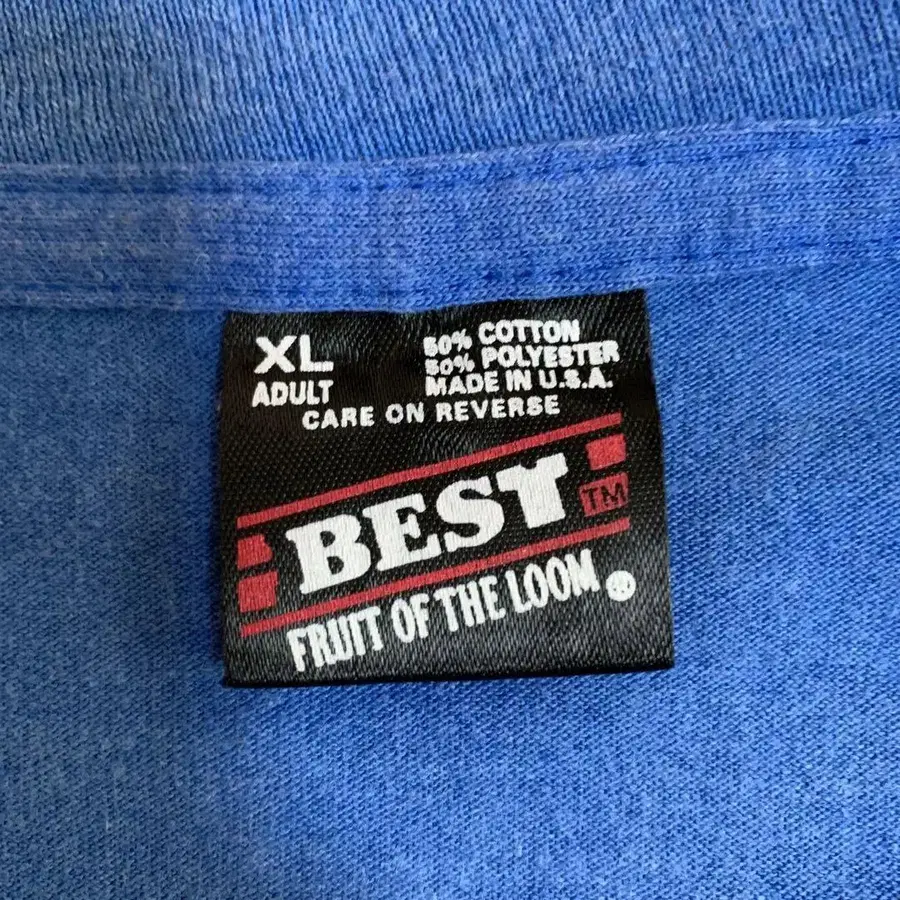 XL
ADULT
50% COTTON
50% POLYESTER
MADE IN U.S.A.
CARE ON REVERSE
BEST TM
FRUIT OF THE LOOM ®